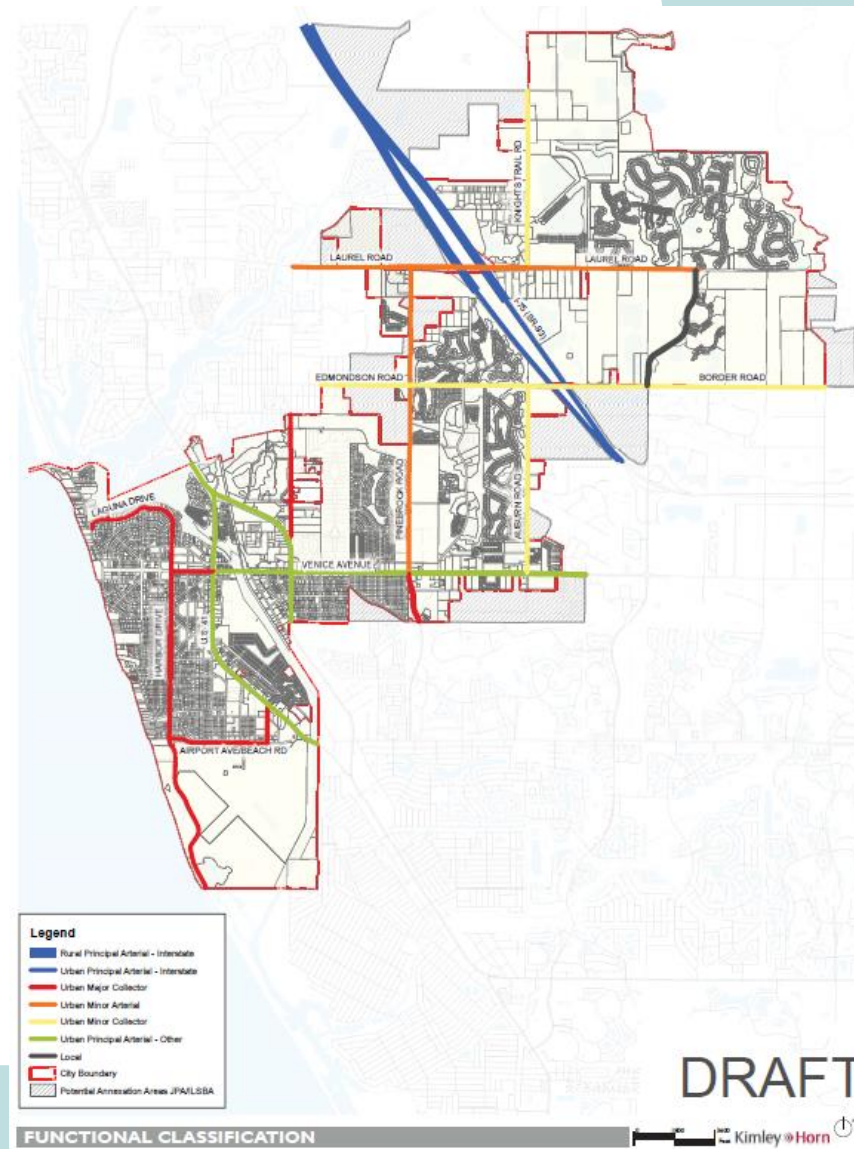 KNIGHTS TRAIL RD
LAUREL ROAD
LAUREL ROAD
I-75 (SR-93)
EDMONDSON ROAD
BORDER ROAD
PINEBROOK ROAD
AUBURN ROAD
LAGUNA DRIVE
VENICE AVENUE
HARBOR DRIVE
U.S. 41
AIRPORT AVE/BEACH RD
Legend
Rural Principal Arterial - Interstate
Urban Principal Arterial - Interstate
Urban Major Collector
Urban Minor Arterial
Urban Minor Collector
Urban Principal Arterial - Other
Local
City Boundary
Potential Annexation Areas JPA/ILSBA
DRAFT
FUNCTIONAL CLASSIFICATION
0
Feet
Kimley»Horn